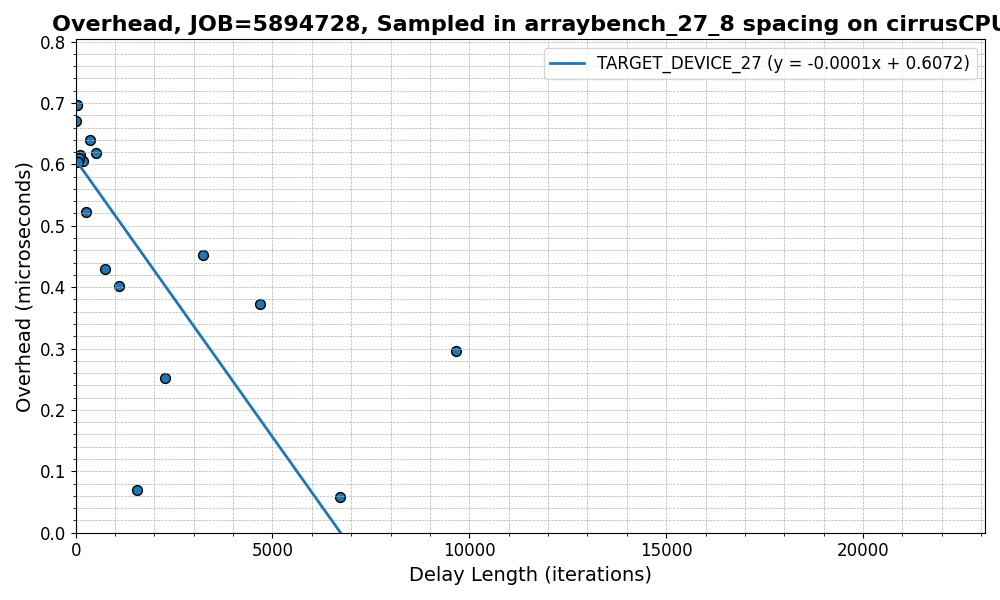 Overhead, JOB=5894728, Sampled in arraybench_27_8 spacing on cirrusCPU
TARGET_DEVICE_27 (y = -0.0001x + 0.6072)
Overhead (microseconds)
0.8
0.7
0.6
0.5
0.4
0.3
0.2
0.1
0.0
0 5000 10000 15000 20000
Delay Length (iterations)